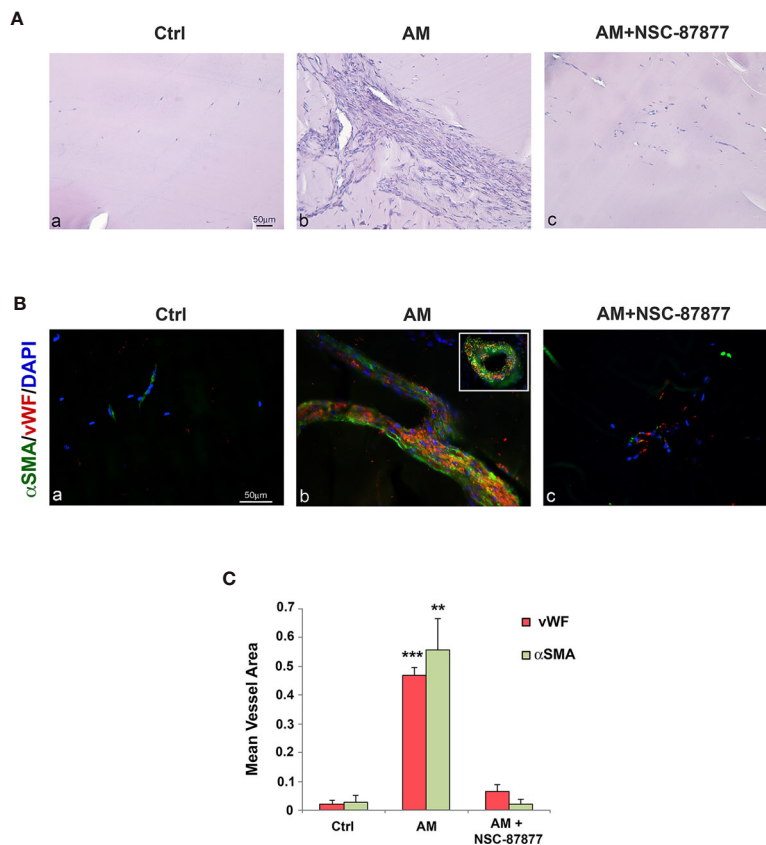 A
Ctrl
AM
AM+NSC-87877
a
50µm
b
c
B
Ctrl
AM
AM+NSC-87877
αSMA/vWF/DAPI
a
50µm
b
c
C
Mean Vessel Area
0.7
0.6
0.5
0.4
0.3
0.2
0.1
0
***
**
vWF
αSMA
Ctrl
AM
AM +
NSC-87877